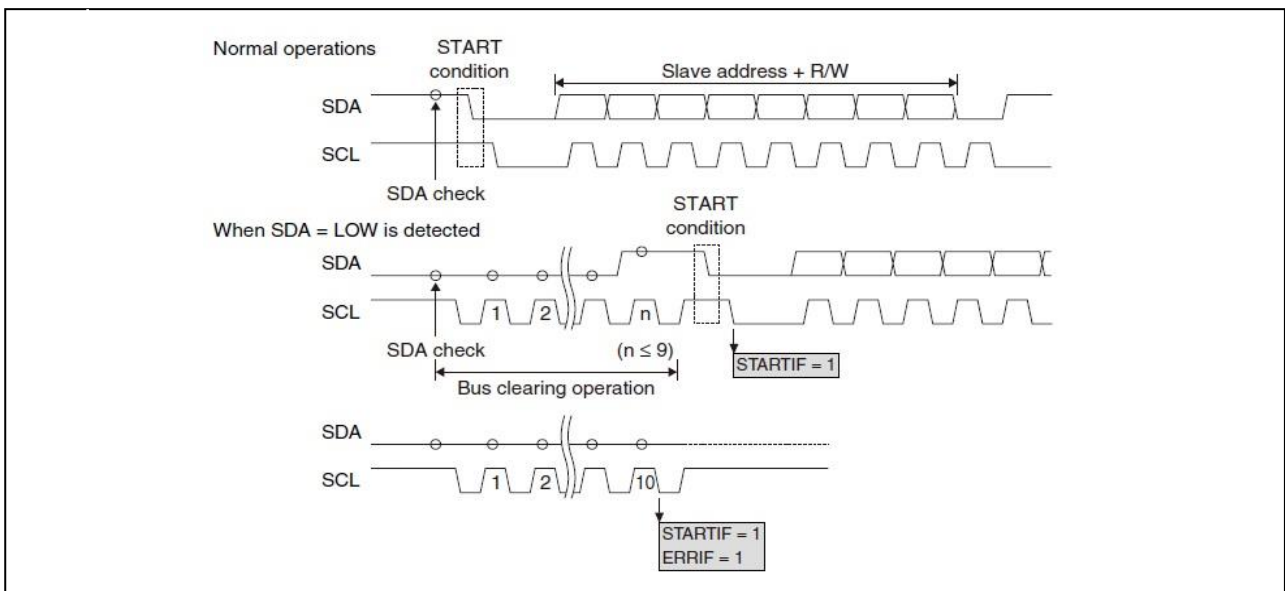 Normal operations
START
condition
Slave address + R/W
SDA
SCL
SDA check
START
condition
When SDA = LOW is detected
SDA
SCL
1 2 n
SDA check
(n ≤ 9)
STARTIF = 1
Bus clearing operation
SDA
SCL
1 2 10
STARTIF = 1
ERRIF = 1